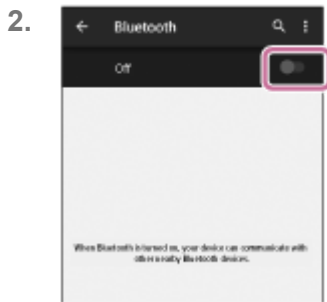 2.
Bluetooth
Off
When Bluetooth is turned on, your device can communicate with
other nearby Bluetooth devices.